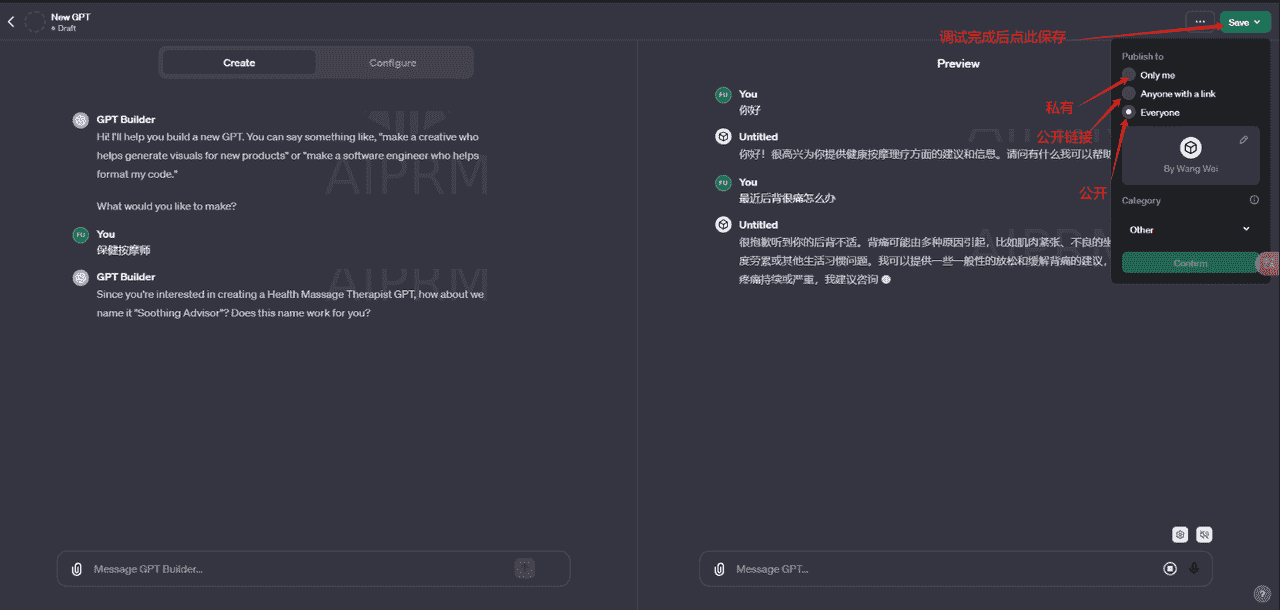 New GPT
Draft
Save
调试完成后点此保存
Create
Configure
Preview
Publish to
Only me
Anyone with a link
Everyone
私有
公开链接
公开
By Wang Wei
Category
Other
Confirm
GPT Builder
Hi! I'll help you build a new GPT. You can say something like, "make a creative who
helps generate visuals for new products" or "make a software engineer who helps
format my code."
What would you like to make?
FU
You
保健按摩师
GPT Builder
Since you're interested in creating a Health Massage Therapist GPT, how about we
name it "Soothing Advisor"? Does this name work for you?
AIPRM
AIPRM
FU
You
你好
Untitled
你好！很高兴为你提供健康按摩理疗方面的建议和信息。请问有什么我可以帮助
FU
You
最近后背很痛怎么办
Untitled
很抱歉听到你的后背不适。背痛可能由多种原因引起，比如肌肉紧张、不良的坐
度劳累或其他生活习惯问题。我可以提供一些一般性的放松和缓解背痛的建议，
疼痛持续或严重，我建议咨询
Message GPT Builder...
Message GPT...